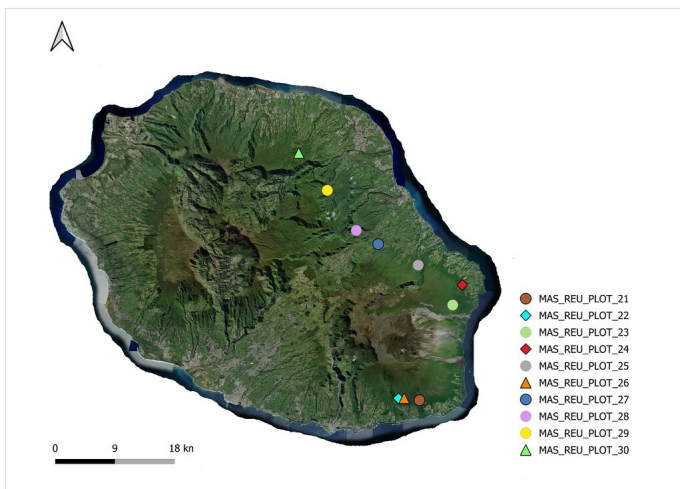 MAS_REU_PLOT_21
MAS_REU_PLOT_22
MAS_REU_PLOT_23
MAS_REU_PLOT_24
MAS_REU_PLOT_25
MAS_REU_PLOT_26
MAS_REU_PLOT_27
MAS_REU_PLOT_28
MAS_REU_PLOT_29
MAS_REU_PLOT_30
0 9 18 kn